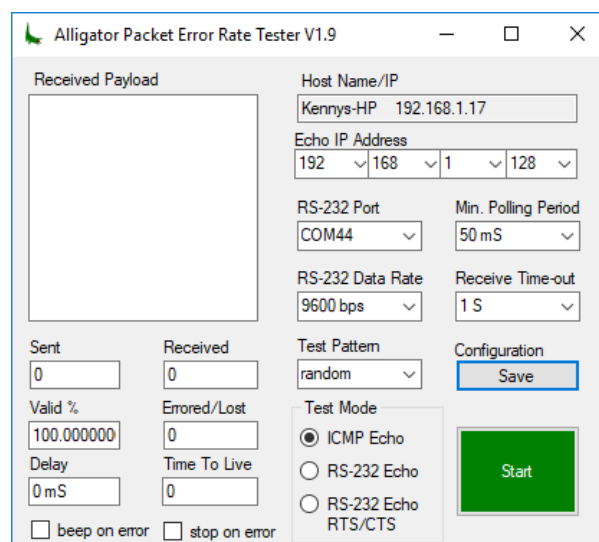 Alligator Packet Error Rate Tester V1.9
Received Payload
Host Name/IP
Kennys-HP 192.168.1.17
Echo IP Address
192 168 1 128
RS-232 Port
Min. Polling Period
COM44
50 mS
RS-232 Data Rate
Receive Time-out
9600 bps
1 S
Sent
Received
Test Pattern
Configuration
0
0
random
Save
Valid %
Errored/Lost
Test Mode
100.0000000
0
ICMP Echo
Delay
Time To Live
RS-232 Echo
Start
0 mS
0
RS-232 Echo
RTS/CTS
beep on error
stop on error